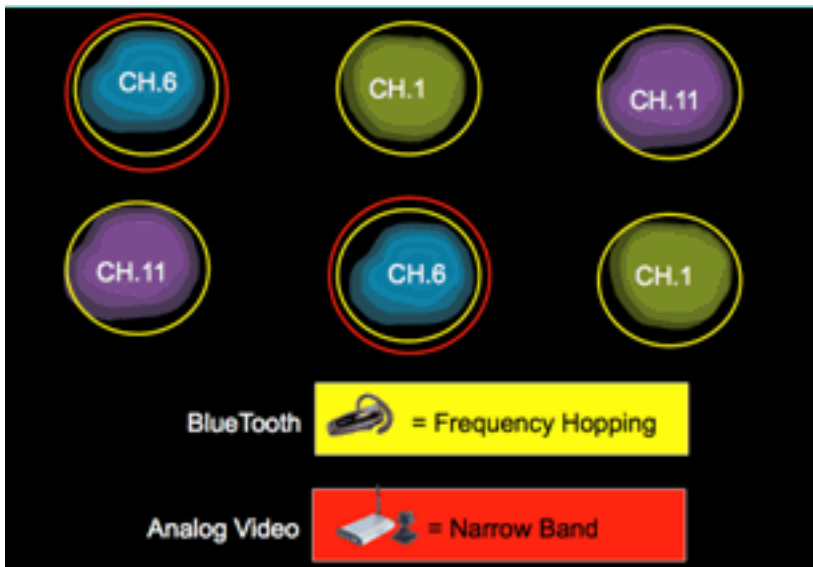 CH.6
CH.1
CH.11
CH.11
CH.6
CH.1
BlueTooth
= Frequency Hopping
Analog Video
= Narrow Band